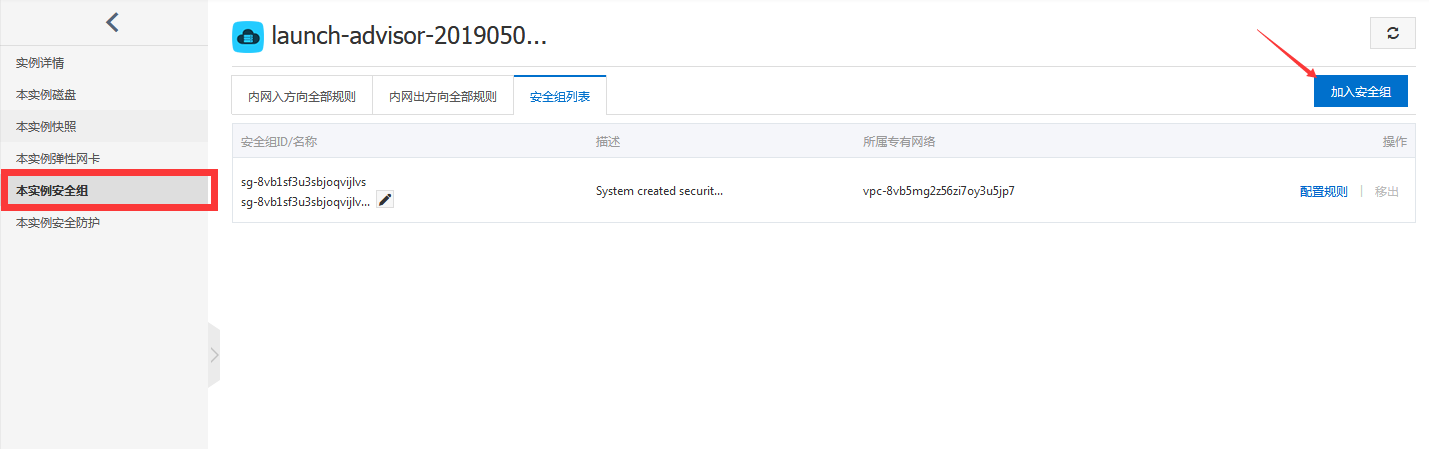 launch-advisor-2019050...
实例详情
本实例磁盘
本实例快照
本实例弹性网卡
本实例安全组
本实例安全防护
内网入方向全部规则 内网出方向全部规则 安全组列表 加入安全组
安全组ID/名称 描述 所属专有网络 操作
sg-8vb1sf3u3sbjoqvijlvs
sg-8vb1sf3u3sbjoqvijlv...
System created securit... vpc-8vb5mg2z56zi7oy3u5jp7 配置规则 移出